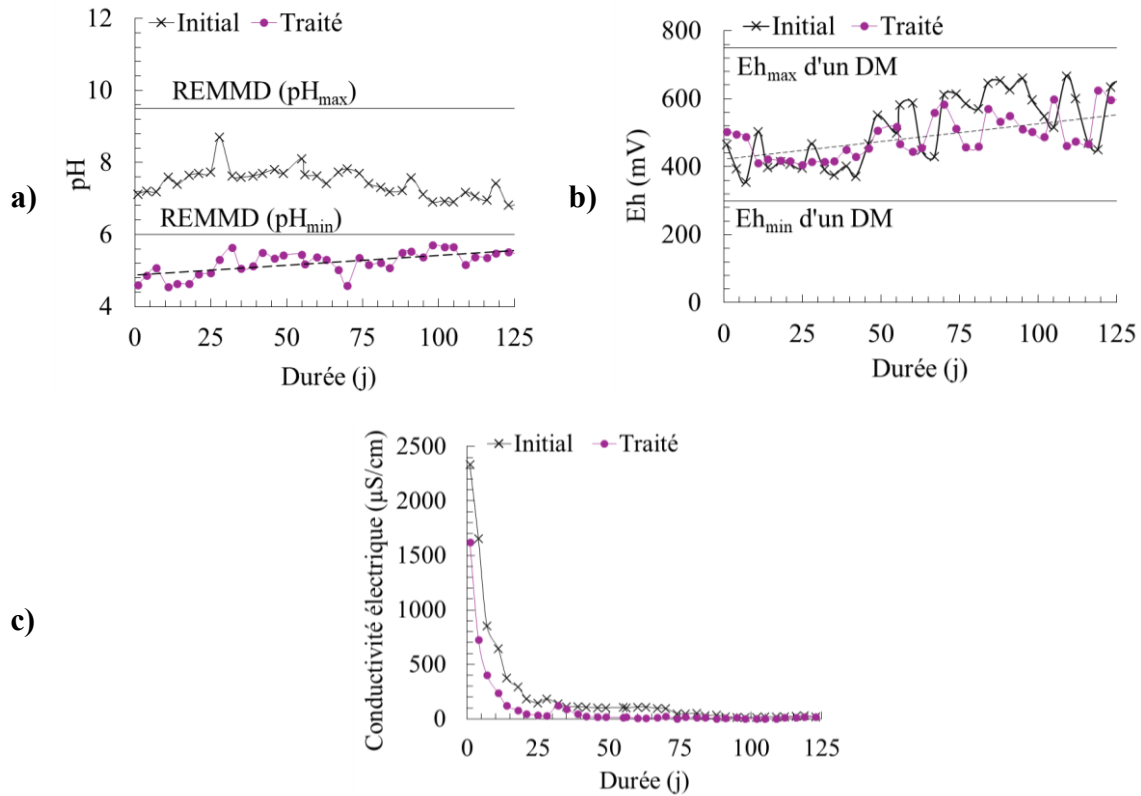 a)
Initial Traité
12
10
8
6
4
pH
REMMD (pHmax)
REMMD (pHmin)
0 25 50 75 100 125
Durée (j)
b)
Initial Traité
800
600
400
200
0
Eh (mV)
Ehmax d'un DM
Ehmin d'un DM
0 25 50 75 100 125
Durée (j)
c)
Initial Traité
2500
2000
1500
1000
500
0
Conductivité électrique (µS/cm)
0 25 50 75 100 125
Durée (j)